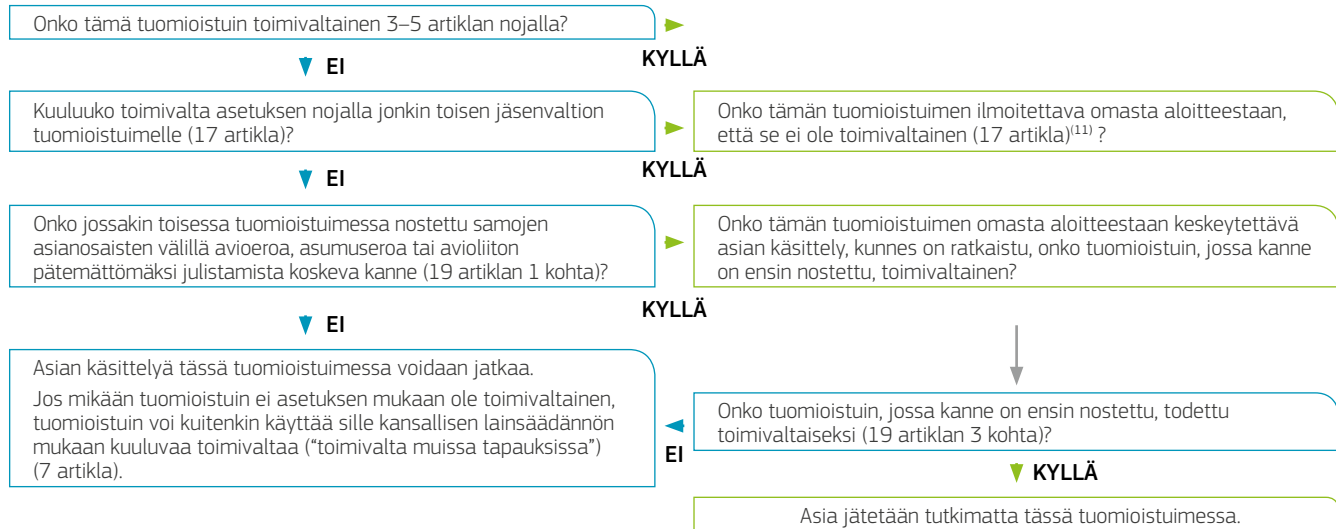 Onko tämä tuomioistuin toimivaltainen 3–5 artiklan nojalla?
KYLLÄ
EI
Kuuluuko toimivalta asetuksen nojalla jonkin toisen jäsenvaltion
tuomioistuimelle (17 artikla)?
Onko tämän tuomioistuimen ilmoitettava omasta aloitteestaan,
että se ei ole toimivaltainen (17 artikla)(11) ?
KYLLÄ
EI
Onko jossakin toisessa tuomioistuimessa nostettu samojen
asianosaisten välillä avioeroa, asumuseroa tai avioliiton
pätemättömäksi julistamista koskeva kanne (19 artiklan 1 kohta)?
Onko tämän tuomioistuimen omasta aloitteestaan keskeytettävä
asian käsittely, kunnes on ratkaistu, onko tuomioistuin, jossa kanne
on ensin nostettu, toimivaltainen?
KYLLÄ
EI
Asian käsittelyä tässä tuomioistuimessa voidaan jatkaa.
Jos mikään tuomioistuin ei asetuksen mukaan ole toimivaltainen,
tuomioistuin voi kuitenkin käyttää sille kansallisen lainsäädännön
mukaan kuuluvaa toimivaltaa (“toimivalta muissa tapauksissa”)
(7 artikla).
Onko tuomioistuin, jossa kanne on ensin nostettu, todettu
toimivaltaiseksi (19 artiklan 3 kohta)?
EI
KYLLÄ
Asia jätetään tutkimatta tässä tuomioistuimessa.